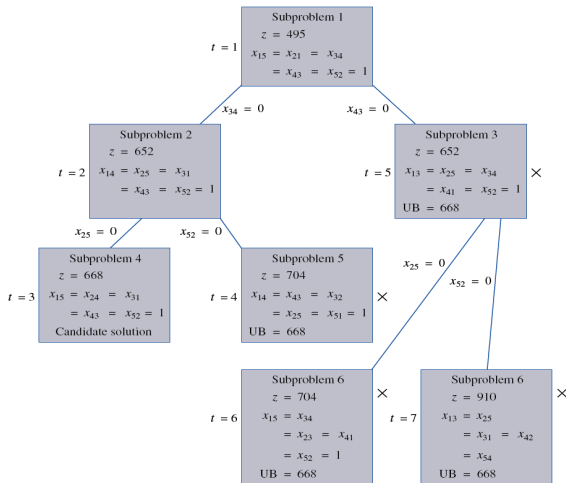 Subproblem 1
z = 495
t = 1
x15 = x21 = x34
= x43 = x52 = 1
x34 = 0
x43 = 0
Subproblem 2
z = 652
t = 2
x14 = x25 = x31
= x43 = x52 = 1
Subproblem 3
z = 652
t = 5
x13 = x25 = x34
= x41 = x52 = 1
UB = 668
×
x25 = 0
x52 = 0
Subproblem 4
z = 668
t = 3
x15 = x24 = x31
= x43 = x52 = 1
Candidate solution
Subproblem 5
z = 704
t = 4
x14 = x43 = x32
= x25 = x51 = 1
UB = 668
×
x25 = 0
x52 = 0
Subproblem 6
z = 704
t = 6
x15 = x34
= x23 = x41
= x52 = 1
UB = 668
×
Subproblem 6
z = 910
t = 7
x13 = x25
= x31 = x42
= x54
UB = 668
×